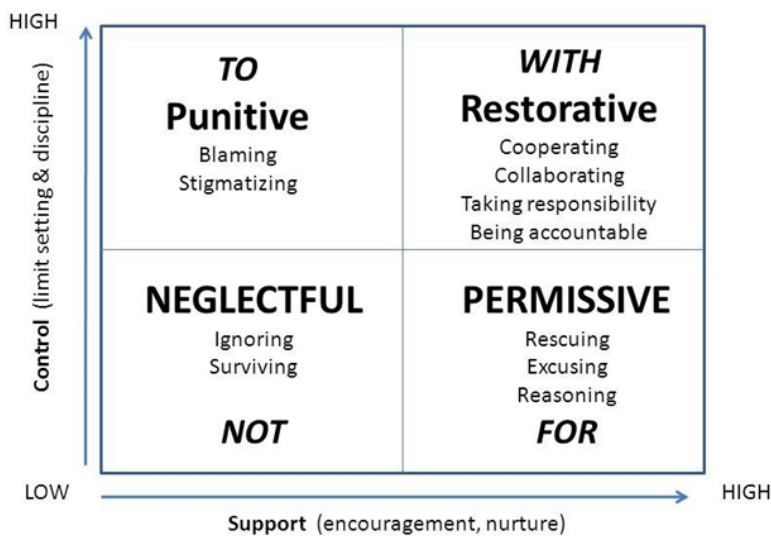 HIGH
TO
Punitive
Blaming
Stigmatizing
WITH
Restorative
Cooperating
Collaborating
Taking responsibility
Being accountable
Control (limit setting & discipline)
NEGLECTFUL
Ignoring
Surviving
NOT
PERMISSIVE
Rescuing
Excusing
Reasoning
FOR
LOW
HIGH
Support (encouragement, nurture)